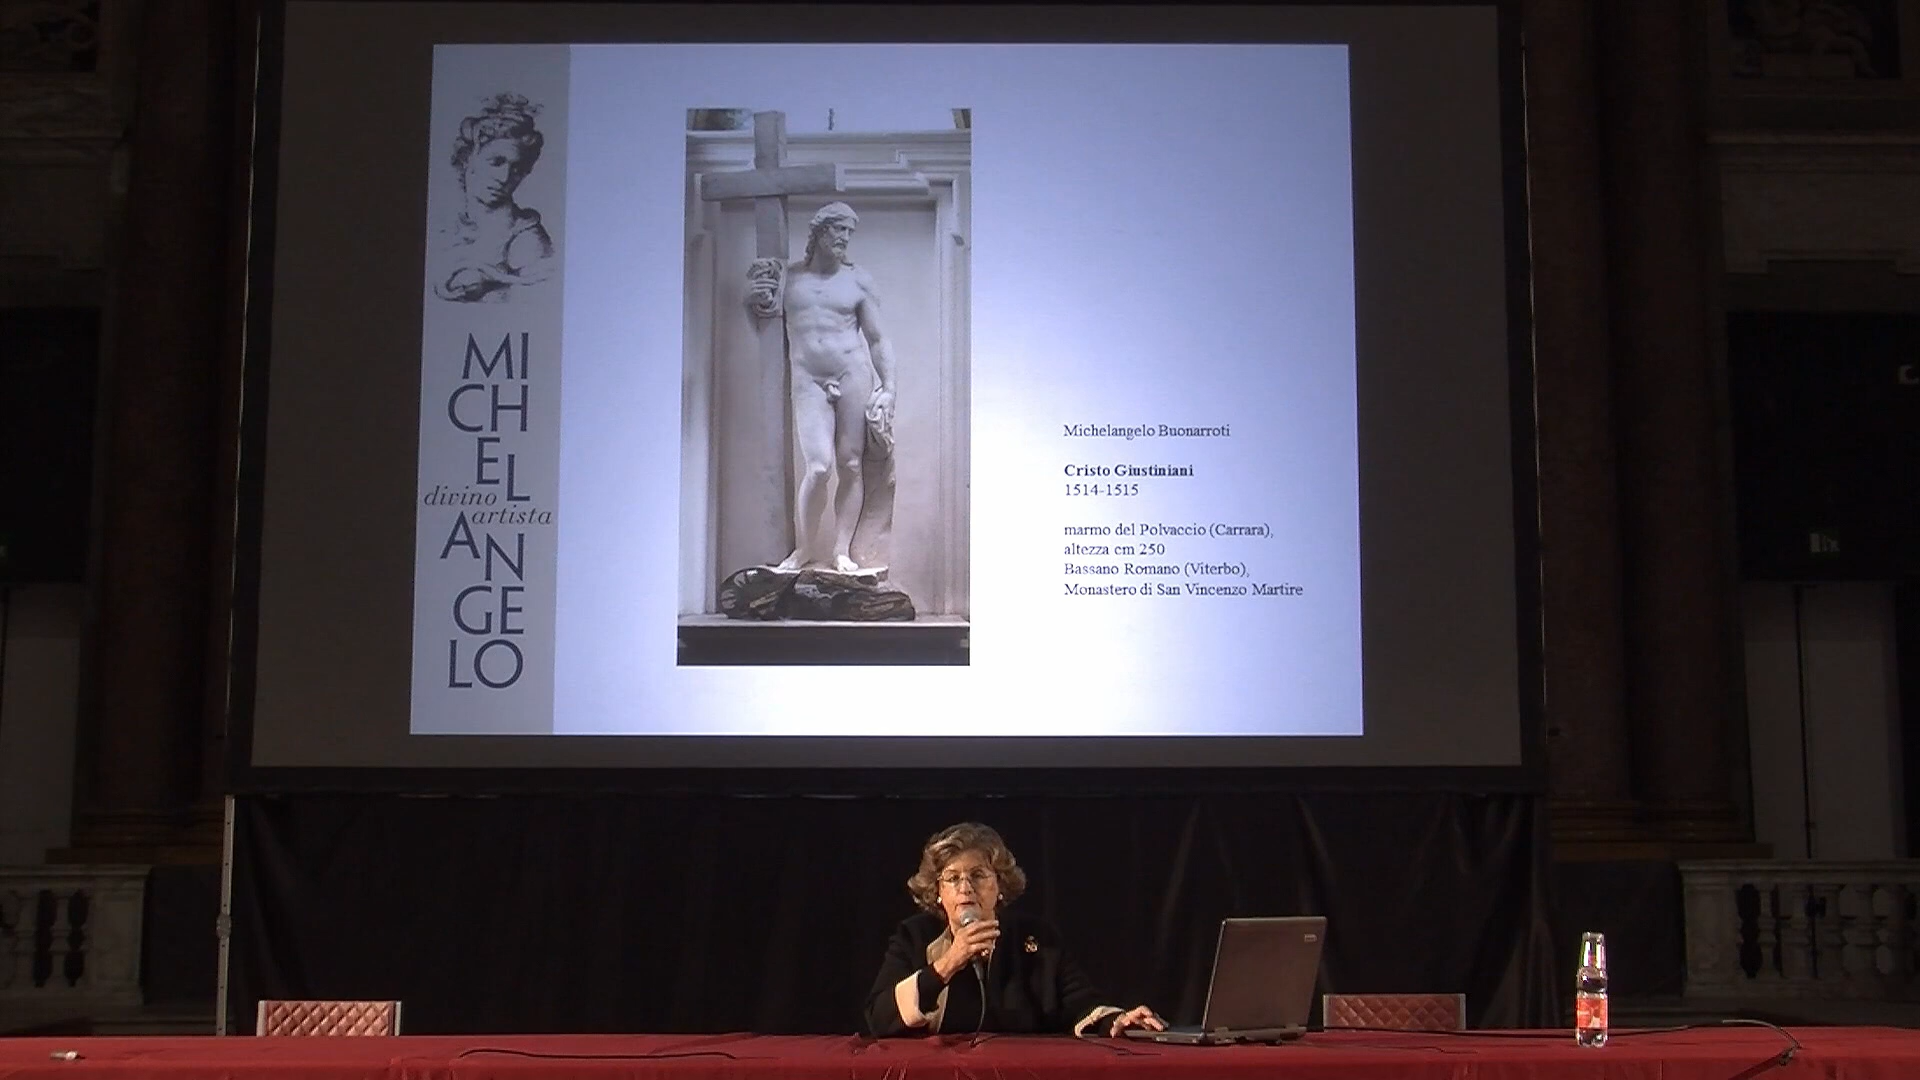 MI
CH
EL
divino
artista
AN
GE
LO
Michelangelo Buonarroti
Cristo Giustiniani
1514-1515
marmo del Polvaccio (Carrara),
altezza cm 250
Bassano Romano (Viterbo),
Monastero di San Vincenzo Martire